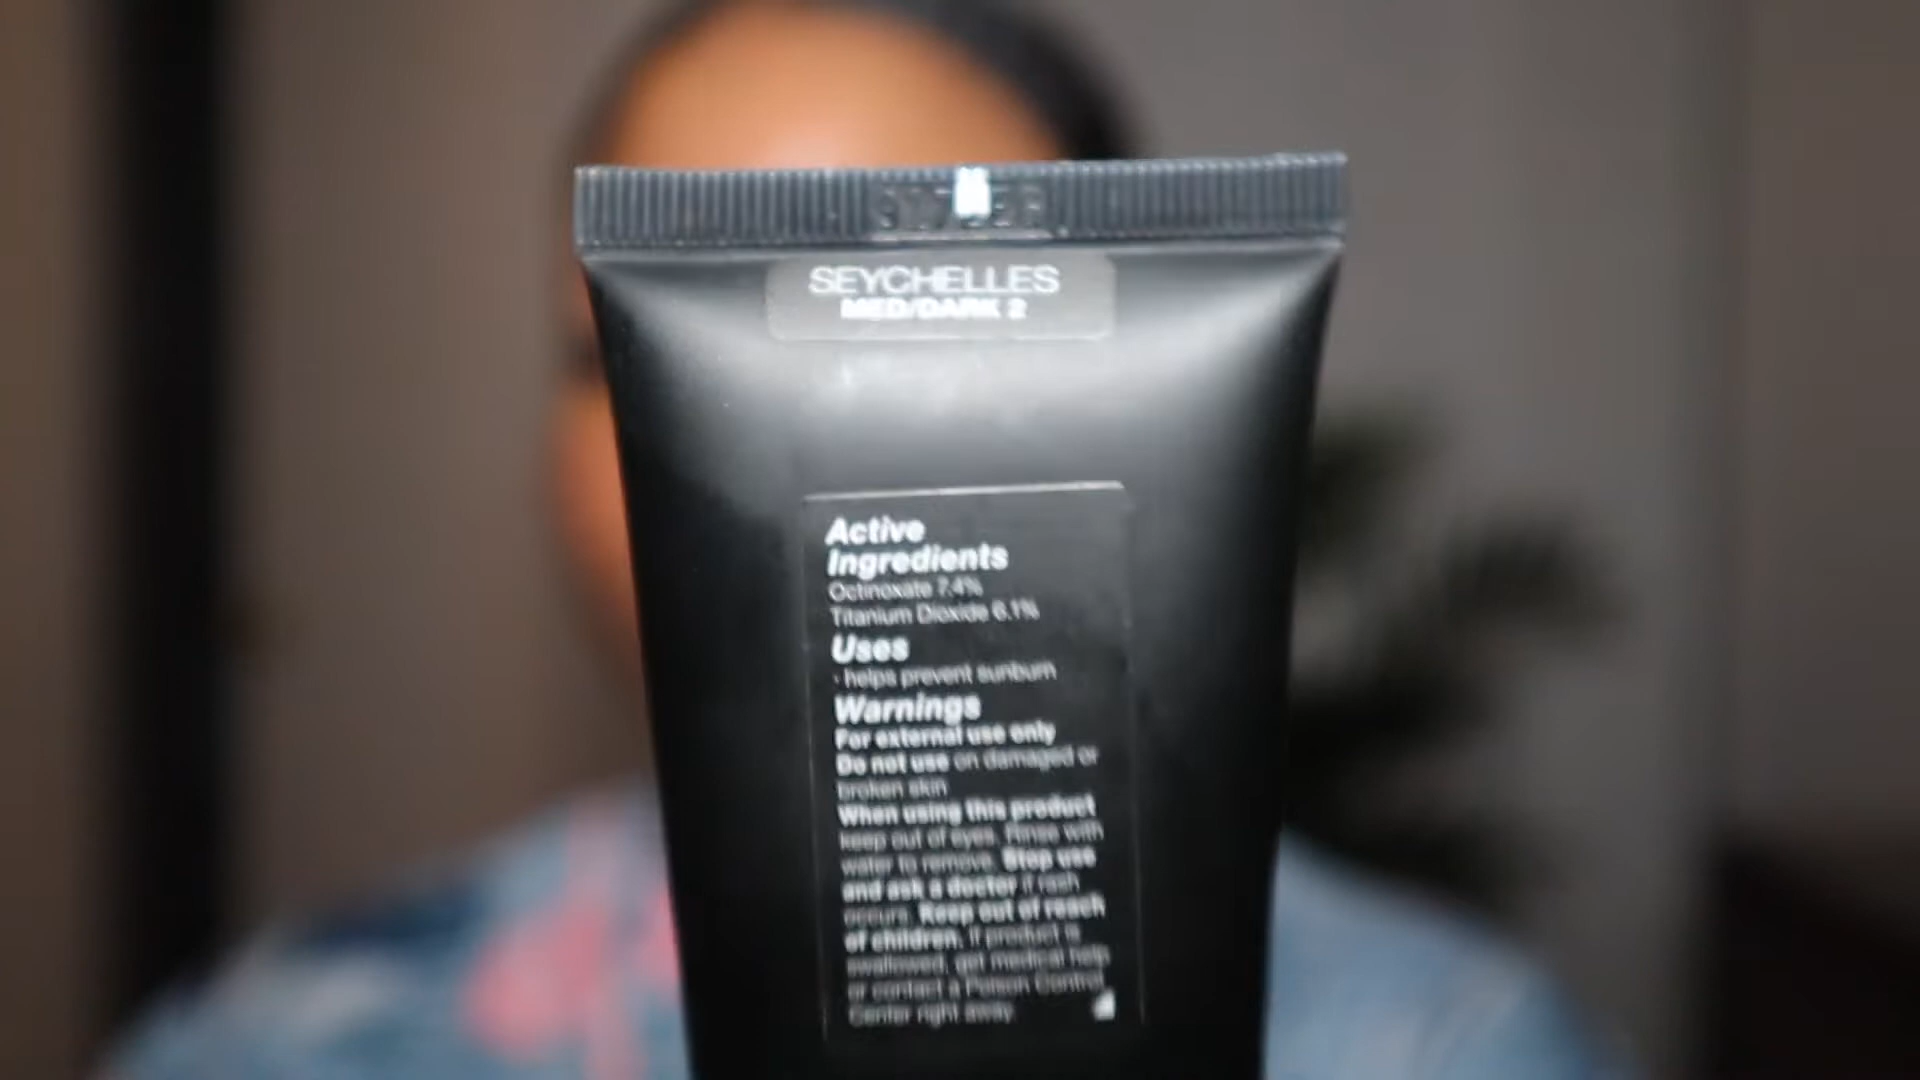 SEYCHELLES
MED/DARK 2
Active
Ingredients
Octinoxate 7.4%
Titanium Dioxide 6.1%
Uses
· helps prevent sunburn
Warnings
For external use only
Do not use on damaged or
broken skin
When using this product
keep out of eyes. Rinse with
water to remove. Stop use
and ask a doctor if rash
occurs. Keep out of reach
of children. If product is
swallowed, get medical help
or contact a Poison Control
Center right away.